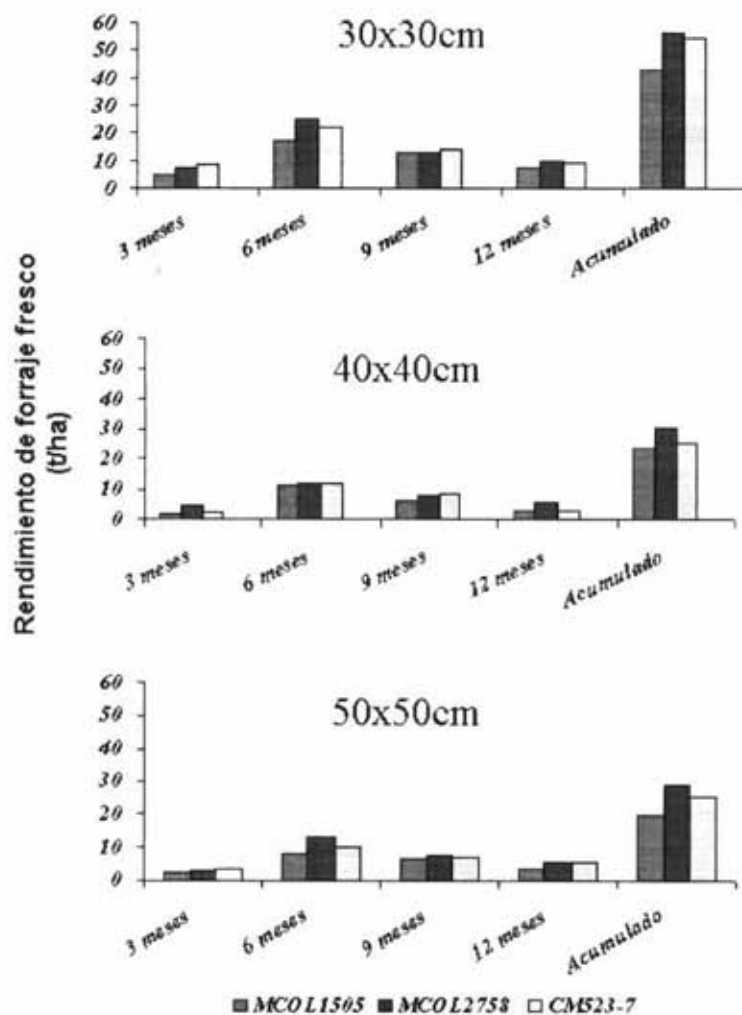 Rendimiento de forraje fresco
(t/ha)
30x30cm
60
50
40
30
20
10
0
3 meses 6 meses 9 meses 12 meses Acumulado
40x40cm
60
50
40
30
20
10
0
3 meses 6 meses 9 meses 12 meses Acumulado
50x50cm
60
50
40
30
20
10
0
3 meses 6 meses 9 meses 12 meses Acumulado
MCOL1505 MCOL2758 CM523-7